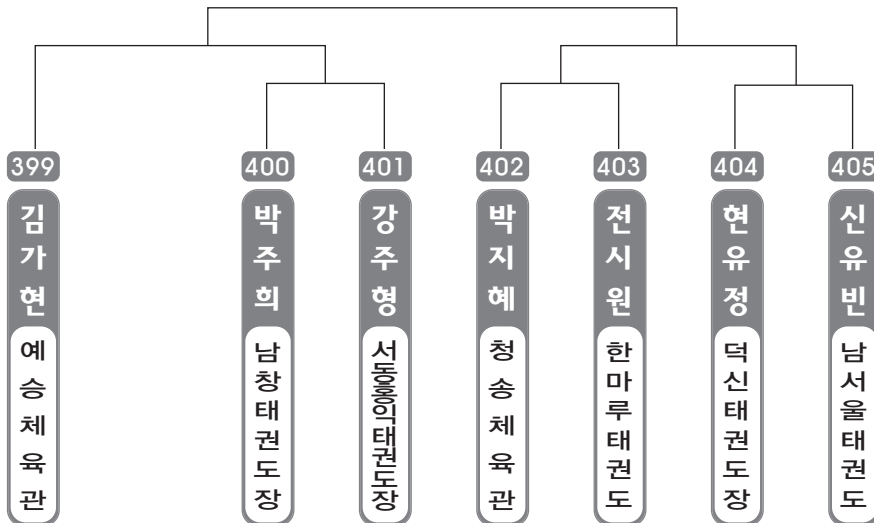 399
김가현
예승체육관
400
박주희
남창태권도장
401
강주형
서동홍익태권도장
402
박지혜
청송체육관
403
전시원
한마루태권도
404
현유정
덕신태권도장
405
신유빈
남서울태권도